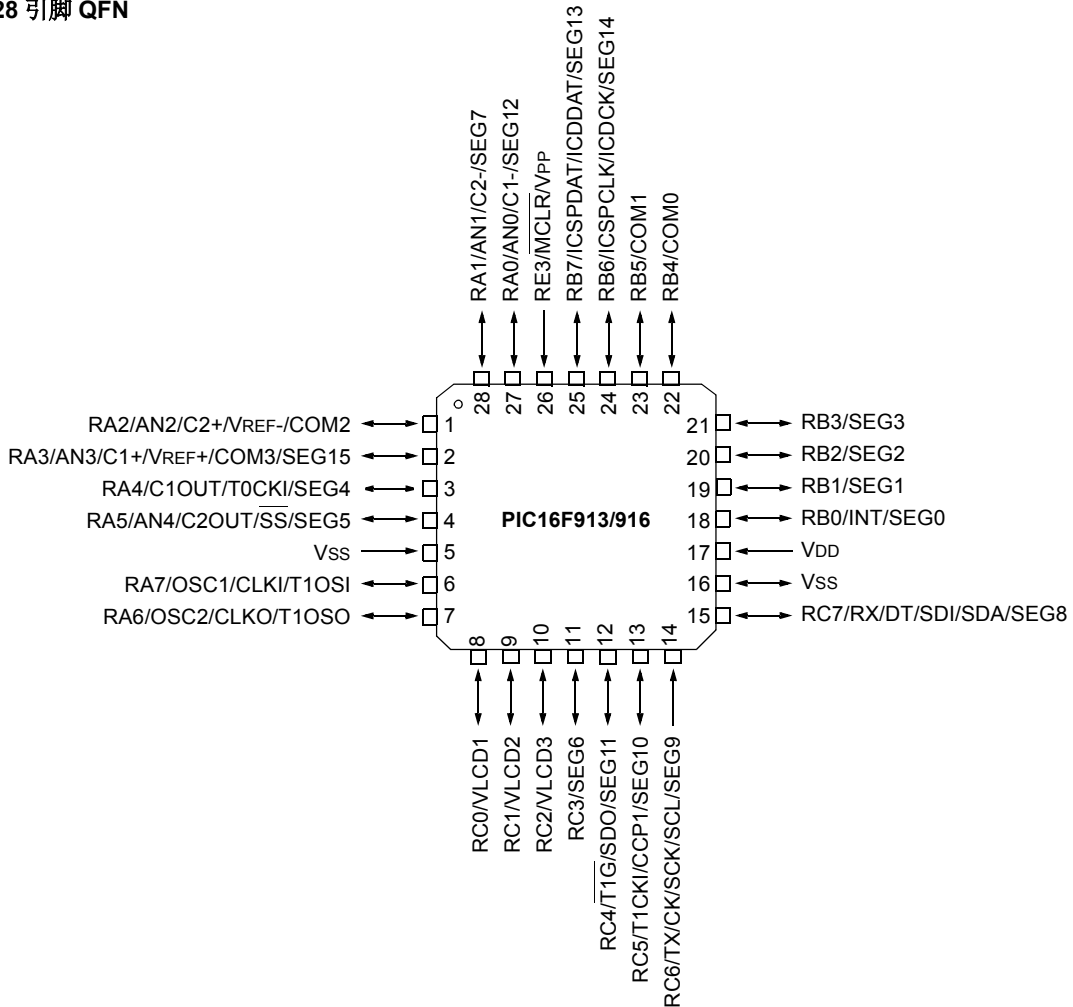 28 引脚 QFN
RA1/AN1/C2-/SEG7
RA0/AN0/C1-/SEG12
RE3/MCLR/VPP
RB7/ICSPDAT/ICDDAT/SEG13
RB6/ICSPCLK/ICDCK/SEG14
RB5/COM1
RB4/COM0
28 27 26 25 24 23 22
RA2/AN2/C2+/VREF-/COM2 1
RA3/AN3/C1+/VREF+/COM3/SEG15 2
RA4/C1OUT/T0CKI/SEG4 3
RA5/AN4/C2OUT/SS/SEG5 4
VSS 5
RA7/OSC1/CLKI/T1OSI 6
RA6/OSC2/CLKO/T1OSO 7
PIC16F913/916
21 RB3/SEG3
20 RB2/SEG2
19 RB1/SEG1
18 RB0/INT/SEG0
17 VDD
16 VSS
15 RC7/RX/DT/SDI/SDA/SEG8
8 9 10 11 12 13 14
RC0/VLCD1
RC1/VLCD2
RC2/VLCD3
RC3/SEG6
RC4/T1G/SDO/SEG11
RC5/T1CKI/CCP1/SEG10
RC6/TX/CK/SCK/SCL/SEG9